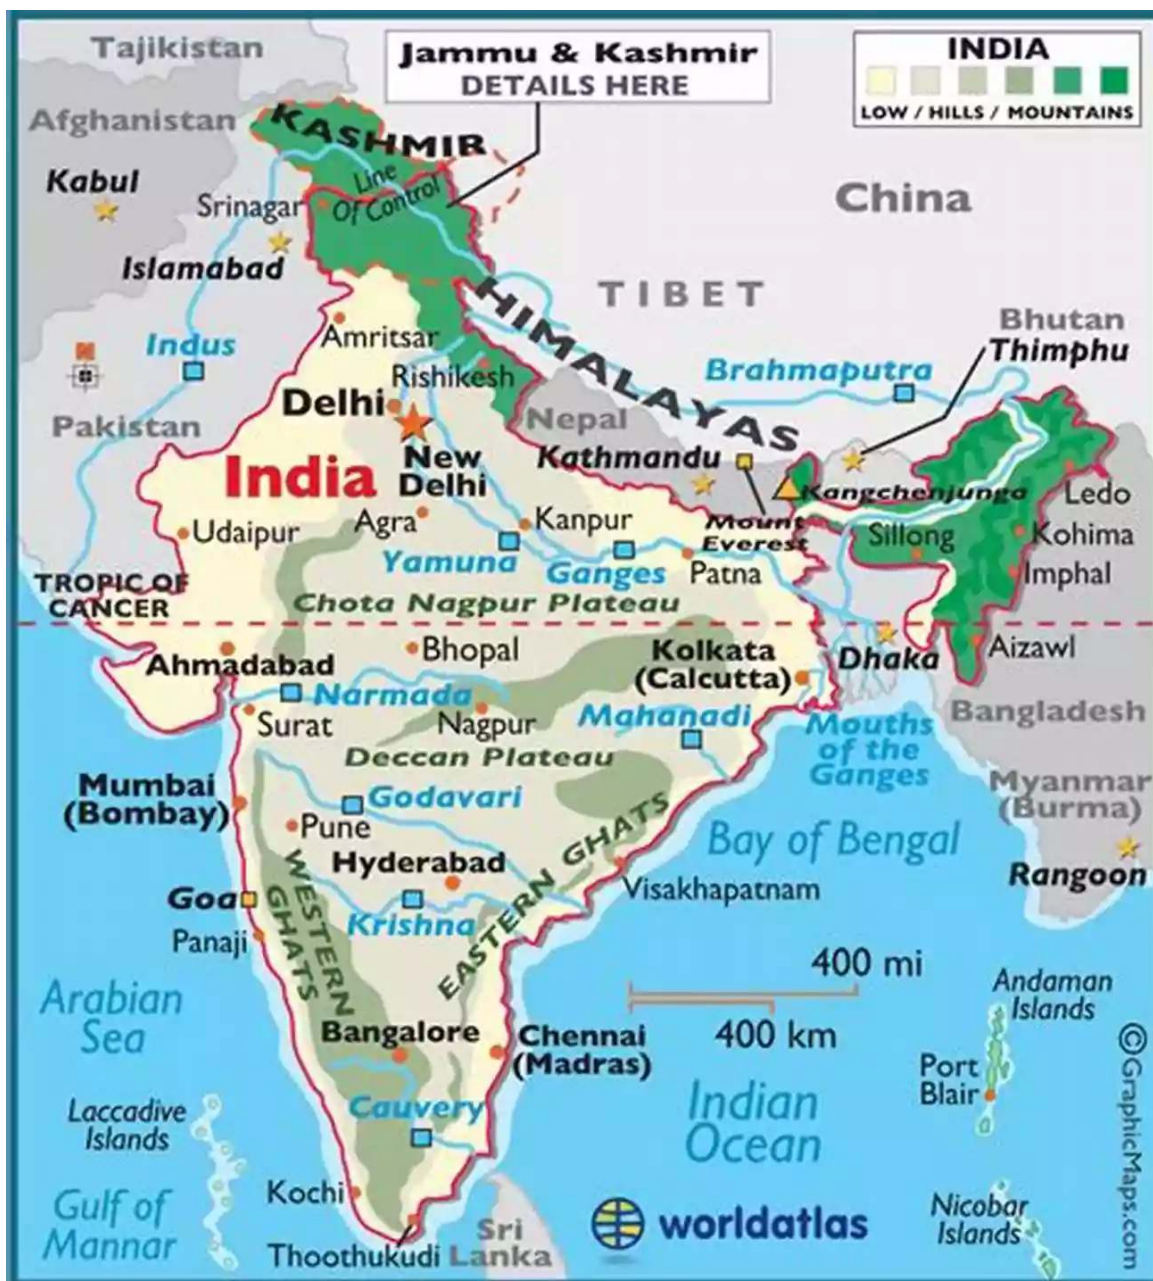 Tajikistan
Jammu & Kashmir
DETAILS HERE
INDIA
LOW / HILLS / MOUNTAINS
Afghanistan
KASHMIR
Kabul
Line
Of Control
Srinagar
China
Islamabad
TIBET
HIMALAYAS
Bhutan
Thimphu
Indus
Amritsar
Rishikesh
Brahmaputra
Delhi
Pakistan
Nepal
Kathmandu
India
New
Delhi
Kangchenjunga
Ledo
Agra
Kanpur
Mount
Everest
Udaipur
Sillong
Kohima
Yamuna
Ganges
Patna
Imphal
TROPIC OF
CANCER
Chota Nagpur Plateau
Bhopal
Kolkata
(Calcutta)
Dhaka
Aizawl
Ahmadabad
Narmada
Surat
Nagpur
Mahanadi
Mouths
of the
Ganges
Bangladesh
Deccan Plateau
Myanmar
(Burma)
Mumbai
(Bombay)
Godavari
Pune
EASTERN GHATS
Bay of Bengal
Hyderabad
Visakhapatnam
Rangoon
Goa
WESTERN
GHATS
Krishna
Panaji
400 mi
400 km
Arabian
Sea
Andaman
Islands
Bangalore
Chennai
(Madras)
Port
Blair
©GraphicMaps.com
Laccadive
Islands
Cauvery
Indian
Ocean
Kochi
Gulf of
Mannar
Nicobar
Islands
Sri
Lanka
worldatlas
Thoothukudi